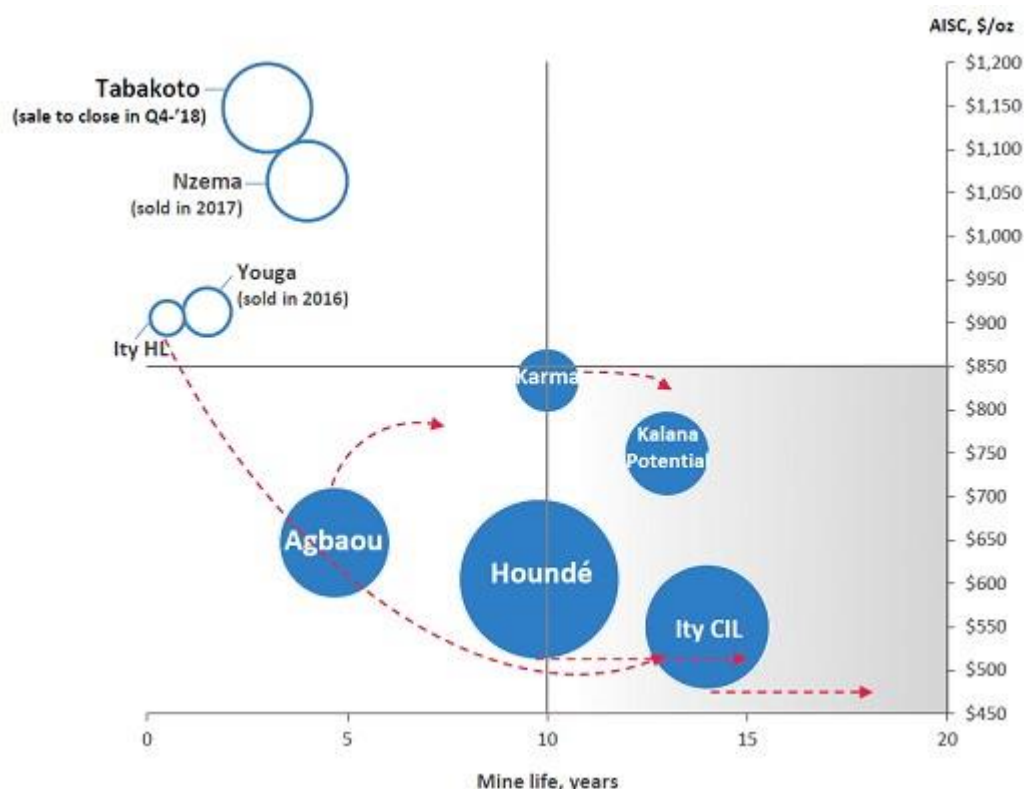 AISC, $/oz
$1,200
$1,150
$1,100
$1,050
$1,000
$950
$900
$850
$800
$750
$700
$650
$600
$550
$500
$450
Tabakoto
(sale to close in Q4-'18)
Nzema
(sold in 2017)
Youga
(sold in 2016)
Ity HL
Karma
Kalana
Potential
Agbaou
Houndé
Ity CIL
0
5
10
15
20
Mine life, years